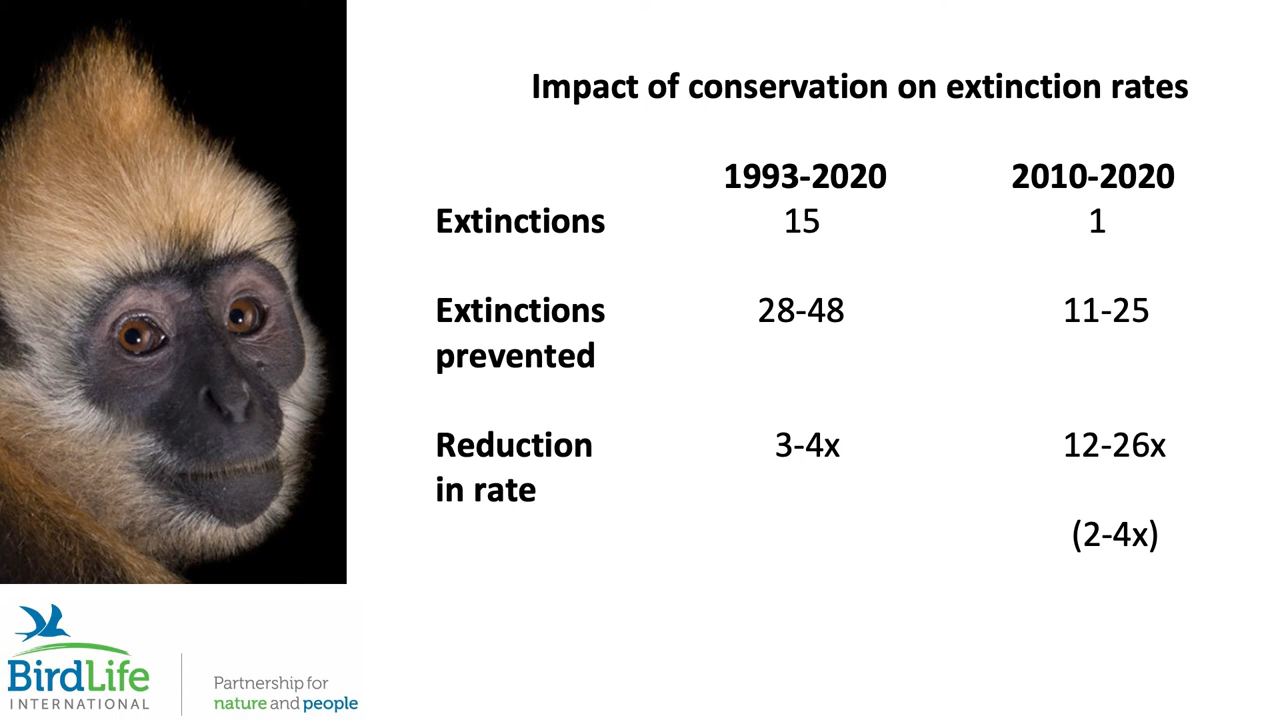 Impact of conservation on extinction rates
1993-2020 2010-2020
Extinctions 15 1
Extinctions 28-48 11-25
prevented
Reduction 3-4x 12-26x
in rate
(2-4x)
BirdLife
INTERNATIONAL
Partnership for
nature and people